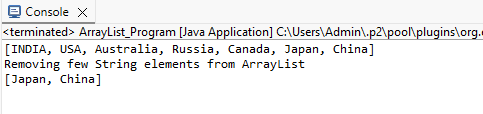 Console
<terminated> ArrayList_Program [Java Application] C:\Users\Admin\.p2\pool\plugins\org.
[INDIA, USA, Australia, Russia, Canada, Japan, China]
Removing few String elements from ArrayList
[Japan, China]